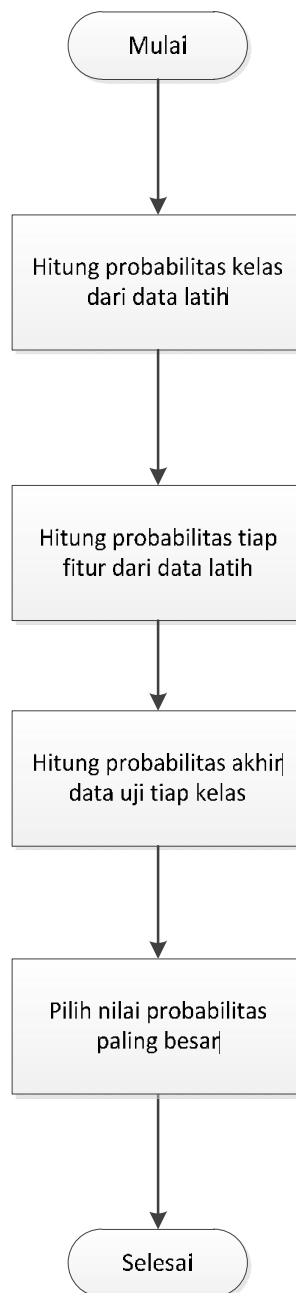 Mulai
Hitung probabilitas kelas
dari data latih
Hitung probabilitas tiap
fitur dari data latih
Hitung probabilitas akhir
data uji tiap kelas
Pilih nilai probabilitas
paling besar
Selesai